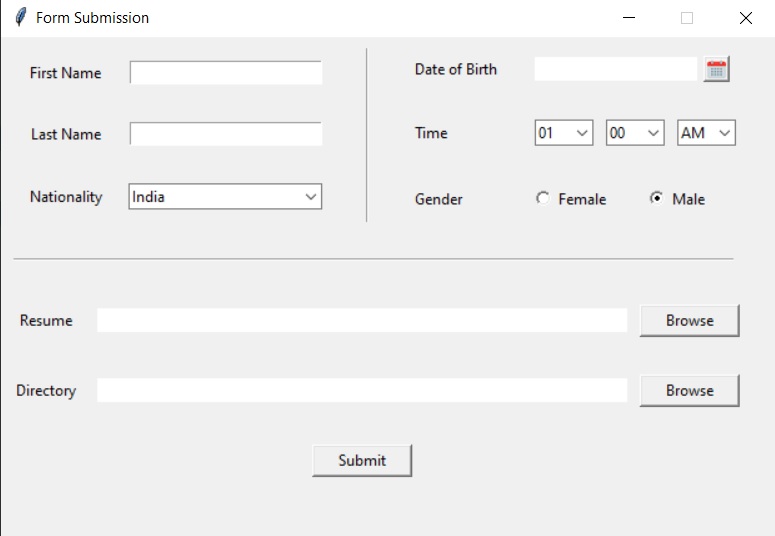 Form Submission
First Name
Last Name
Nationality India
Date of Birth
Time 01 00 AM
Gender Female Male
Resume Browse
Directory Browse
Submit